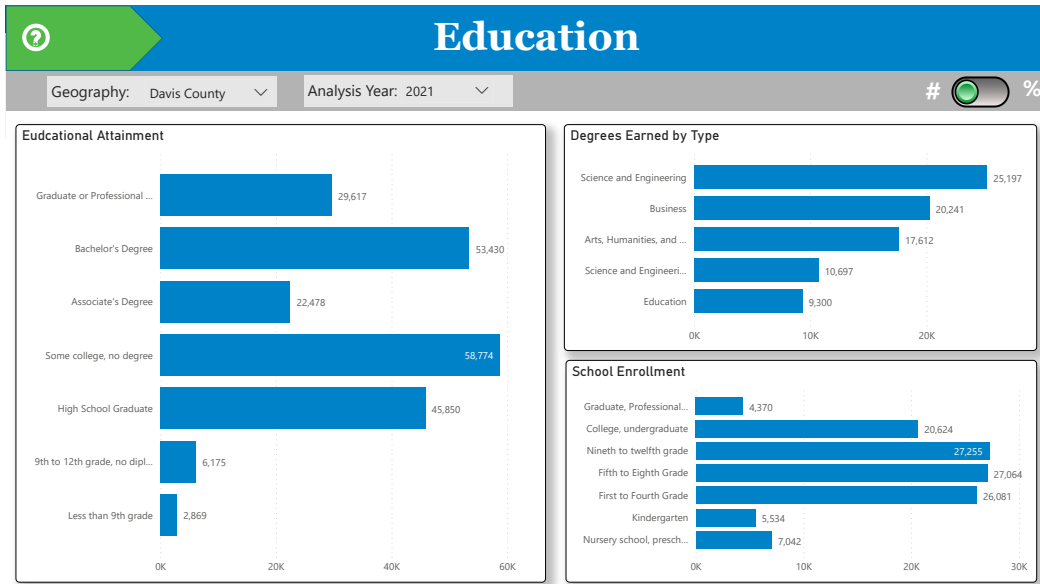 Education
Geography: Davis County
Analysis Year: 2021
# %
Eudcational Attainment
Graduate or Professional ... 29,617
Bachelor's Degree 53,430
Associate's Degree 22,478
Some college, no degree 58,774
High School Graduate 45,850
9th to 12th grade, no dipl... 6,175
Less than 9th grade 2,869
0K 20K 40K 60K
Degrees Earned by Type
Science and Engineering 25,197
Business 20,241
Arts, Humanities, and ... 17,612
Science and Engineeri... 10,697
Education 9,300
0K 10K 20K
School Enrollment
Graduate, Professional... 4,370
College, undergraduate 20,624
Nineth to twelfth grade 27,255
Fifth to Eighth Grade 27,064
First to Fourth Grade 26,081
Kindergarten 5,534
Nursery school, presch... 7,042
0K 10K 20K 30K